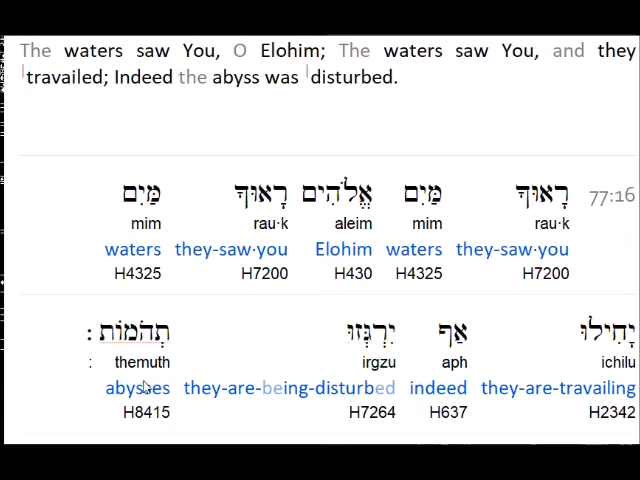 The waters saw You, O Elohim; The waters saw You, and they
travailed; Indeed the abyss was disturbed.
77:16 רָאוּךָ מַּיִם אֱלֹהִים רָאוּךָ מַּיִם
mim rau·k aleim mim rau·k
waters they-saw-you Elohim waters they-saw-you
H4325 H7200 H430 H4325 H7200
יָחִילוּ אַף יִרְגְּזוּ תְהֹמוֹת :
: themuth irgzu aph ichilu
abysses they-are-being-disturbed indeed they-are-travailing
H8415 H7264 H637 H2342